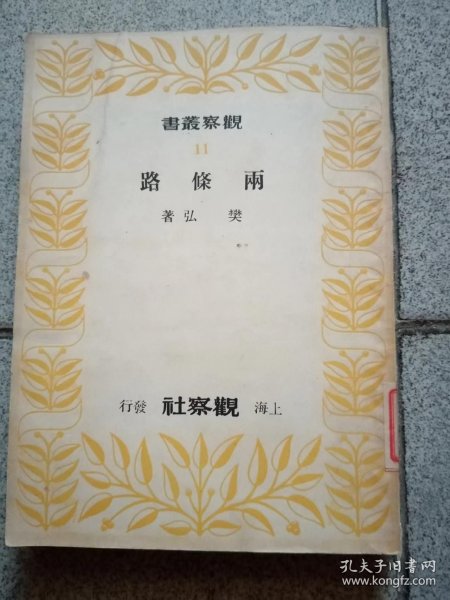 觀察叢書
11
兩條路
樊弘著
上海 觀察社 發行
孔夫子旧书网
www.kongfz.com